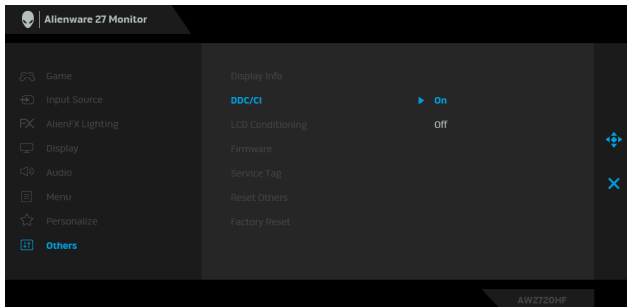 Alienware 27 Monitor
Game
Display Info
Input Source
DDC/CI
On
FX
AlienFX Lighting
LCD Conditioning
Off
Display
Firmware
Audio
Service Tag
Menu
Reset Others
Personalize
Factory Reset
Others
AW2720HF